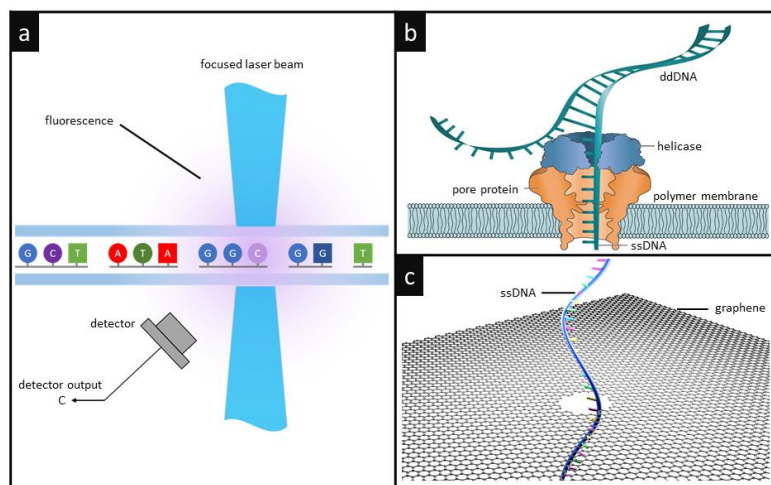 a
focused laser beam
fluorescence
G C T A T A G G C G G T
detector
detector output
C
b
ddDNA
helicase
pore protein
polymer membrane
ssDNA
c
ssDNA
graphene